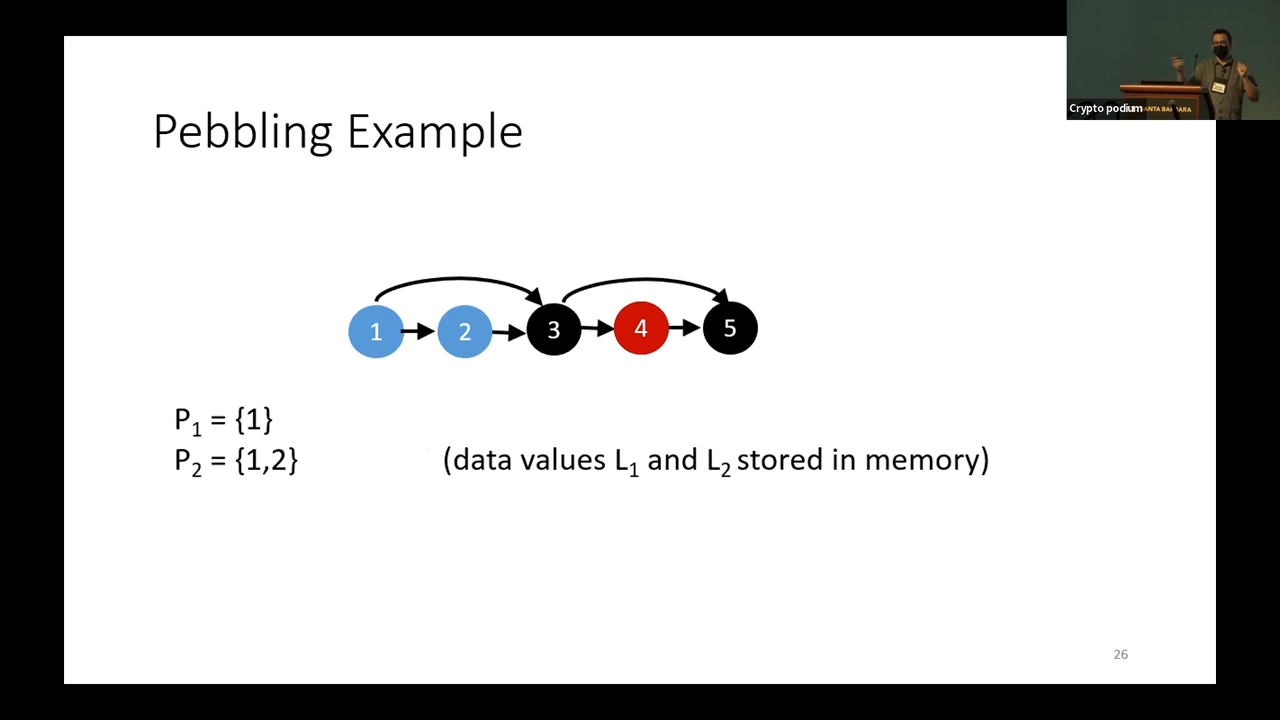 Pebbling Example
Crypto podium
1 2 3 4 5
P1 = {1}
P2 = {1,2} (data values L1 and L2 stored in memory)
26